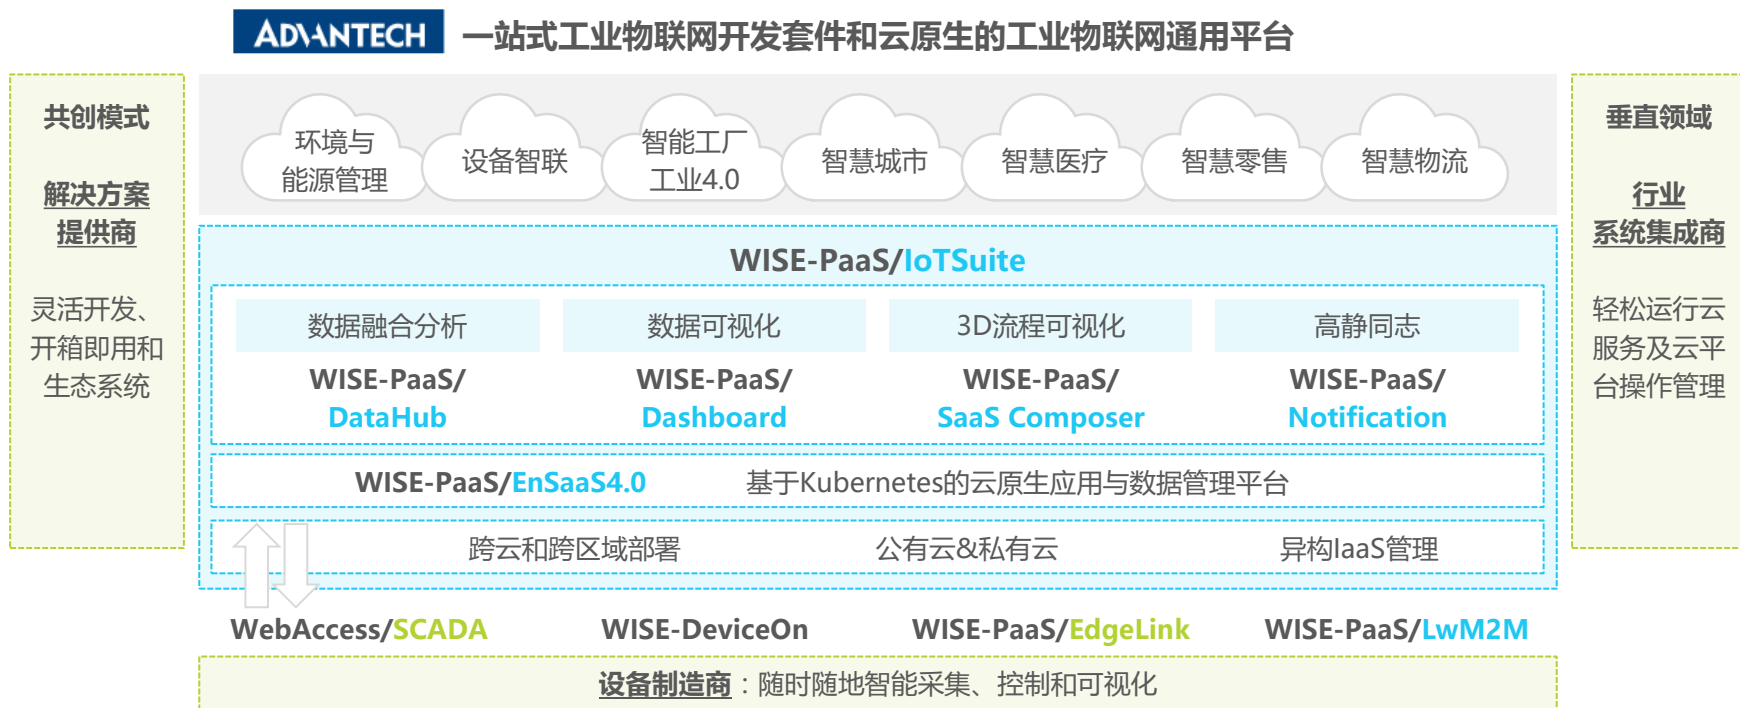 ADVANTECH 一站式工业物联网开发套件和云原生的工业物联网通用平台
共创模式
解决方案
提供商
灵活开发、
开箱即用和
生态系统
环境与
能源管理
设备智联
智能工厂
工业4.0
智慧城市
智慧医疗
智慧零售
智慧物流
WISE-PaaS/IoTSuite
数据融合分析
WISE-PaaS/
DataHub
数据可视化
WISE-PaaS/
Dashboard
3D流程可视化
WISE-PaaS/
SaaS Composer
高静同志
WISE-PaaS/
Notification
WISE-PaaS/EnSaaS4.0 基于Kubernetes的云原生应用与数据管理平台
跨云和跨区域部署 公有云&私有云 异构IaaS管理
WebAccess/SCADA WISE-DeviceOn WISE-PaaS/EdgeLink WISE-PaaS/LwM2M
设备制造商：随时随地智能采集、控制和可视化
垂直领域
行业
系统集成商
轻松运行云
服务及云平
台操作管理